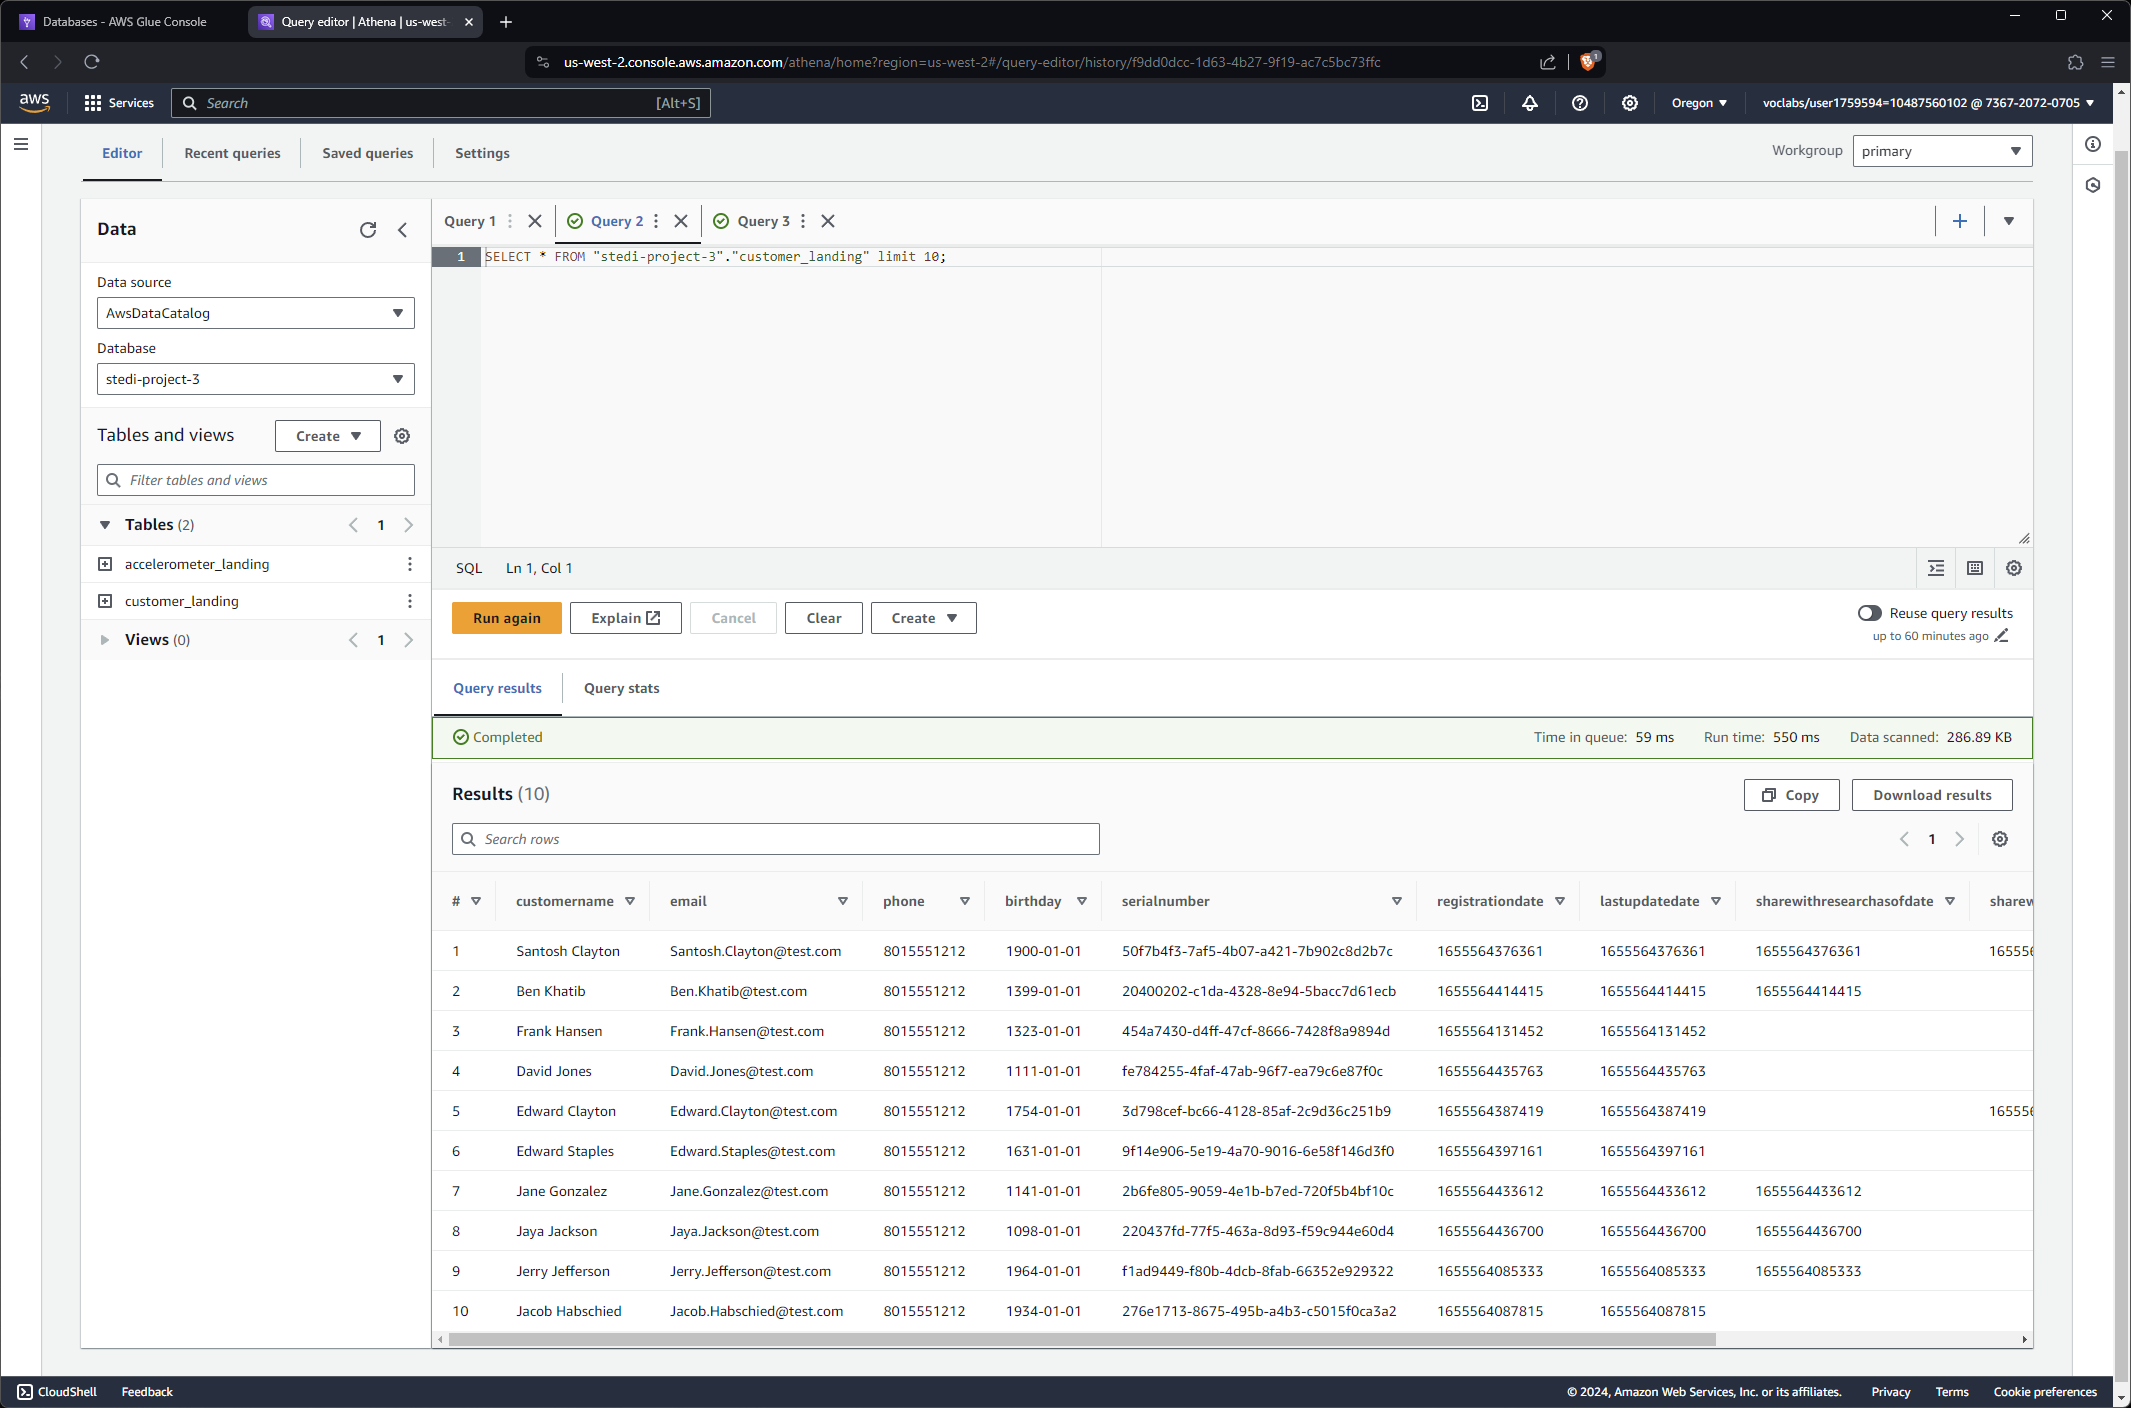 Databases - AWS Glue Console
Query editor | Athena | us-west-
us-west-2.console.aws.amazon.com/athena/home?region=us-west-2#/query-editor/history/f9dd0dcc-1d63-4b27-9f19-ac7c5bc73ffc
1
aws
Services
Search
[Alt+S]
Oregon
voclabs/user1759594=10487560102 @ 7367-2072-0705
Editor
Recent queries
Saved queries
Settings
Workgroup
primary
Data
Data source
AwsDataCatalog
Database
stedi-project-3
Tables and views
Create
Filter tables and views
Tables (2)
1
accelerometer_landing
customer_landing
Views (0)
1
Query 1
Query 2
Query 3
1
SELECT * FROM "stedi-project-3"."customer_landing" limit 10;
SQL
Ln 1, Col 1
Run again
Explain
Cancel
Clear
Create
Reuse query results
up to 60 minutes ago
Query results
Query stats
Completed
Time in queue: 59 ms
Run time: 550 ms
Data scanned: 286.89 KB
Results (10)
Copy
Download results
Search rows
1
# customername email phone birthday serialnumber registrationdate lastupdatedate sharewithresearchasofdate sharew
1 Santosh Clayton Santosh.Clayton@test.com 8015551212 1900-01-01 50f7b4f3-7af5-4b07-a421-7b902c8d2b7c 1655564376361 1655564376361 1655564376361 165556
2 Ben Khatib Ben.Khatib@test.com 8015551212 1399-01-01 20400202-c1da-4328-8e94-5bacc7d61ecb 1655564414415 1655564414415 1655564414415
3 Frank Hansen Frank.Hansen@test.com 8015551212 1323-01-01 454a7430-d4ff-47cf-8666-7428f8a9894d 1655564131452 1655564131452
4 David Jones David.Jones@test.com 8015551212 1111-01-01 fe784255-4faf-47ab-96f7-ea79c6e87f0c 1655564435763 1655564435763
5 Edward Clayton Edward.Clayton@test.com 8015551212 1754-01-01 3d798cef-bc66-4128-85af-2c9d36c251b9 1655564387419 1655564387419 165556
6 Edward Staples Edward.Staples@test.com 8015551212 1631-01-01 9f14e906-5e19-4a70-9016-6e58f146d3f0 1655564397161 1655564397161
7 Jane Gonzalez Jane.Gonzalez@test.com 8015551212 1141-01-01 2b6fe805-9059-4e1b-b7ed-720f5b4bf10c 1655564433612 1655564433612 1655564433612
8 Jaya Jackson Jaya.Jackson@test.com 8015551212 1098-01-01 220437fd-77f5-463a-8d93-f59c944e60d4 1655564436700 1655564436700 1655564436700
9 Jerry Jefferson Jerry.Jefferson@test.com 8015551212 1964-01-01 f1ad9449-f80b-4dcb-8fab-66352e929322 1655564085333 1655564085333 1655564085333
10 Jacob Habschied Jacob.Habschied@test.com 8015551212 1934-01-01 276e1713-8675-495b-a4b3-c5015f0ca3a2 1655564087815 1655564087815
CloudShell
Feedback
© 2024, Amazon Web Services, Inc. or its affiliates.
Privacy
Terms
Cookie preferences